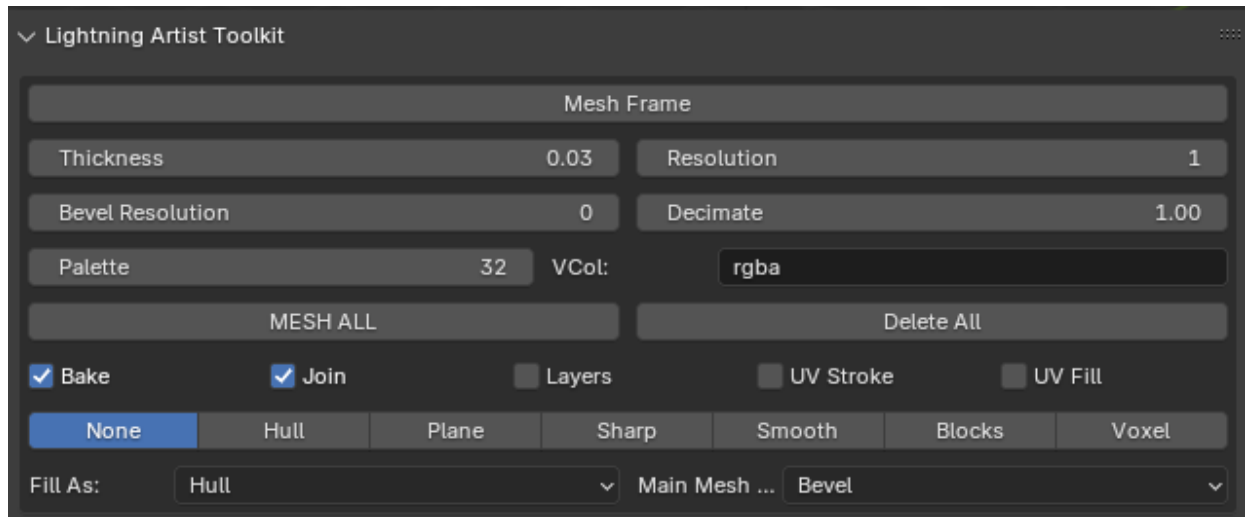 Lightning Artist Toolkit
Mesh Frame
Thickness 0.03 Resolution 1
Bevel Resolution 0 Decimate 1.00
Palette 32 VCol: rgba
MESH ALL Delete All
Bake Join Layers UV Stroke UV Fill
None Hull Plane Sharp Smooth Blocks Voxel
Fill As: Hull Main Mesh ... Bevel